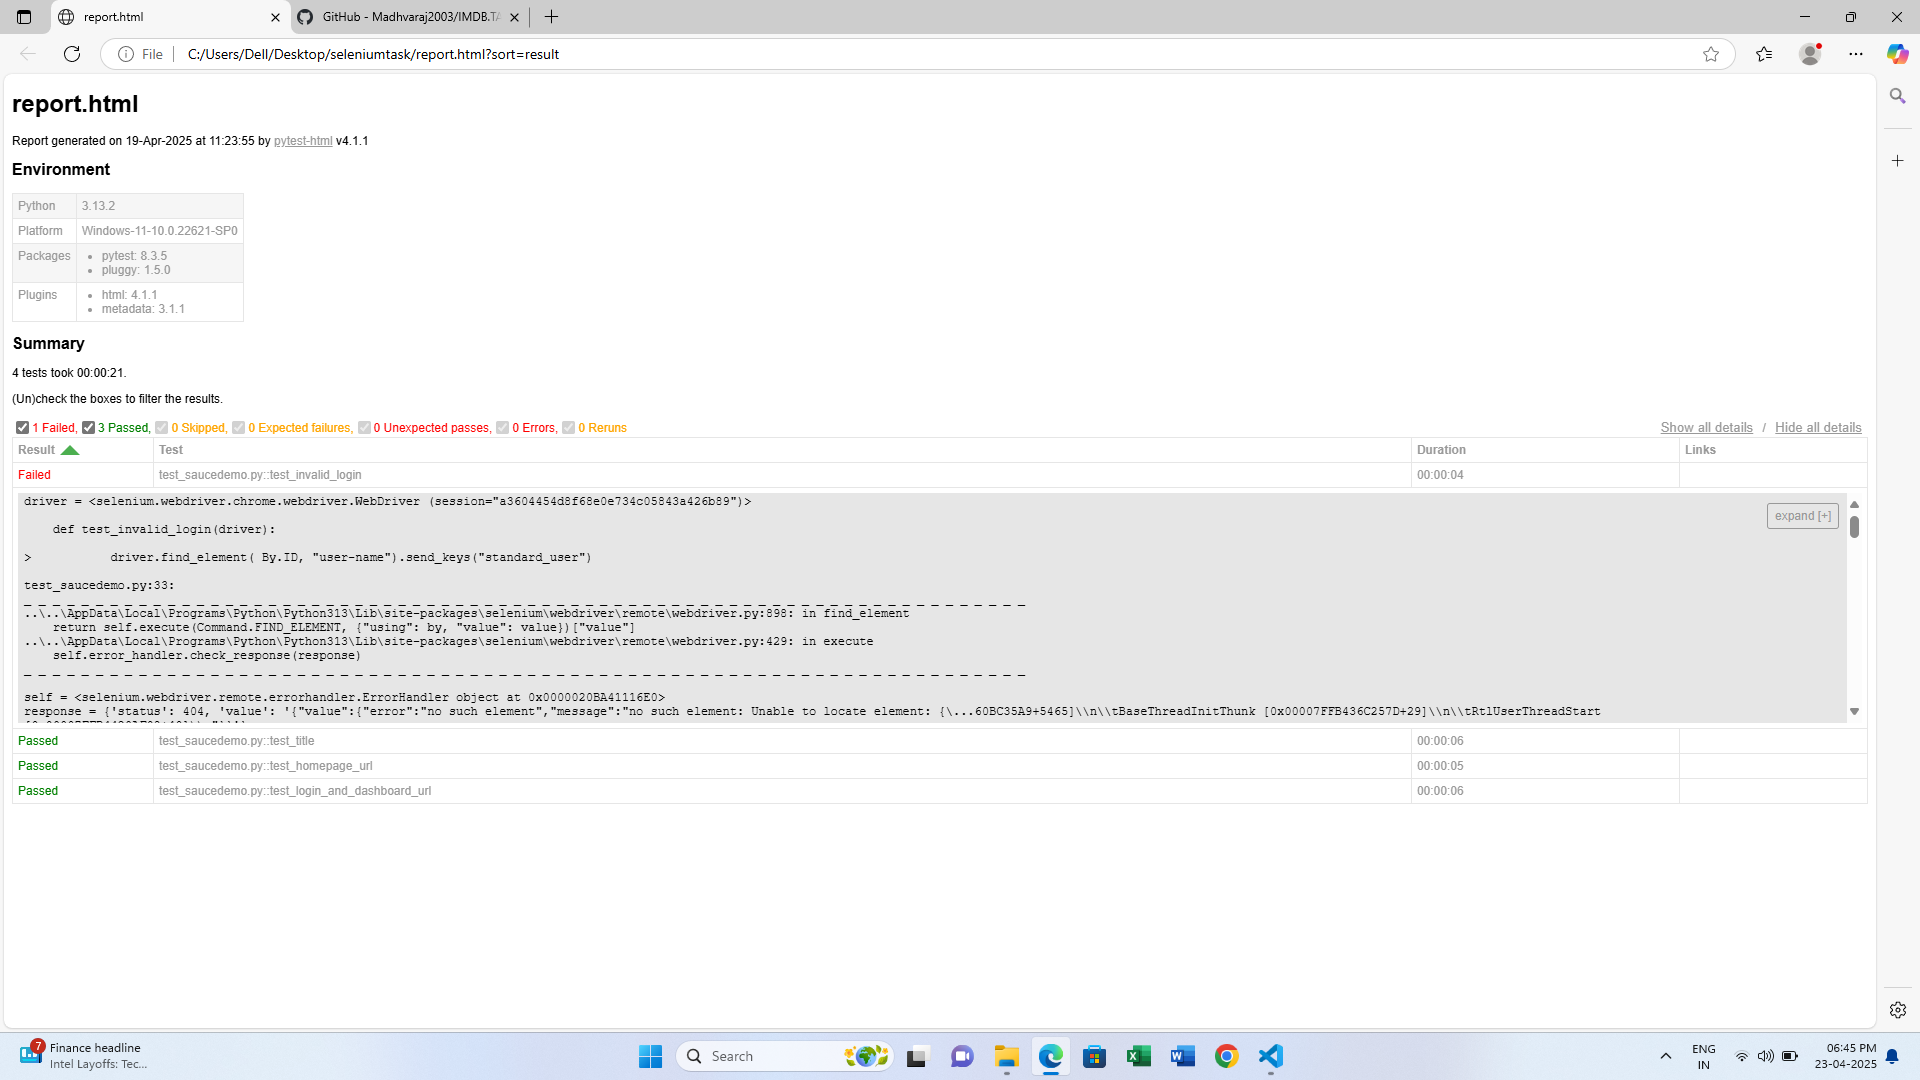 report.html
GitHub - Madhvaraj2003/IMDB.TA
File
C:/Users/Dell/Desktop/seleniumtask/report.html?sort=result
report.html
Report generated on 19-Apr-2025 at 11:23:55 by pytest-html v4.1.1
Environment
Python 3.13.2
Platform Windows-11-10.0.22621-SP0
Packages
pytest: 8.3.5
pluggy: 1.5.0
Plugins
html: 4.1.1
metadata: 3.1.1
Summary
4 tests took 00:00:21.
(Un)check the boxes to filter the results.
1 Failed, 3 Passed, 0 Skipped, 0 Expected failures, 0 Unexpected passes, 0 Errors, 0 Reruns
Show all details / Hide all details
Result Test Duration Links
Failed test_saucedemo.py::test_invalid_login 00:00:04
driver = <selenium.webdriver.chrome.webdriver.WebDriver (session="a3604454d8f68e0e734c05843a426b89")>
expand [+]
def test_invalid_login(driver):
> driver.find_element( By.ID, "user-name").send_keys("standard_user")
test_saucedemo.py:33:
_ _ _ _ _ _ _ _ _ _ _ _ _ _ _ _ _ _ _ _ _ _ _ _ _ _ _ _ _ _ _ _ _ _ _ _ _ _ _ _ _ _ _ _ _ _ _ _ _ _ _ _ _ _ _ _ _ _ _ _ _ _ _ _ _ _ _ _ _ _
..\..\AppData\Local\Programs\Python\Python313\Lib\site-packages\selenium\webdriver\remote\webdriver.py:898: in find_element
return self.execute(Command.FIND_ELEMENT, {"using": by, "value": value})["value"]
..\..\AppData\Local\Programs\Python\Python313\Lib\site-packages\selenium\webdriver\remote\webdriver.py:429: in execute
self.error_handler.check_response(response)
_ _ _ _ _ _ _ _ _ _ _ _ _ _ _ _ _ _ _ _ _ _ _ _ _ _ _ _ _ _ _ _ _ _ _ _ _ _ _ _ _ _ _ _ _ _ _ _ _ _ _ _ _ _ _ _ _ _ _ _ _ _ _ _ _ _ _ _ _ _
self = <selenium.webdriver.remote.errorhandler.ErrorHandler object at 0x0000020BA41116E0>
response = {'status': 404, 'value': '{"value":{"error":"no such element","message":"no such element: Unable to locate element: {\...60BC35A9+5465]\\n\\tBaseThreadInitThunk [0x00007FFB436C257D+29]\\n\\tRtlUserThreadStart
Passed test_saucedemo.py::test_title 00:00:06
Passed test_saucedemo.py::test_homepage_url 00:00:05
Passed test_saucedemo.py::test_login_and_dashboard_url 00:00:06
7
Finance headline
Intel Layoffs: Tec...
Search
ENG
IN
06:45 PM
23-04-2025